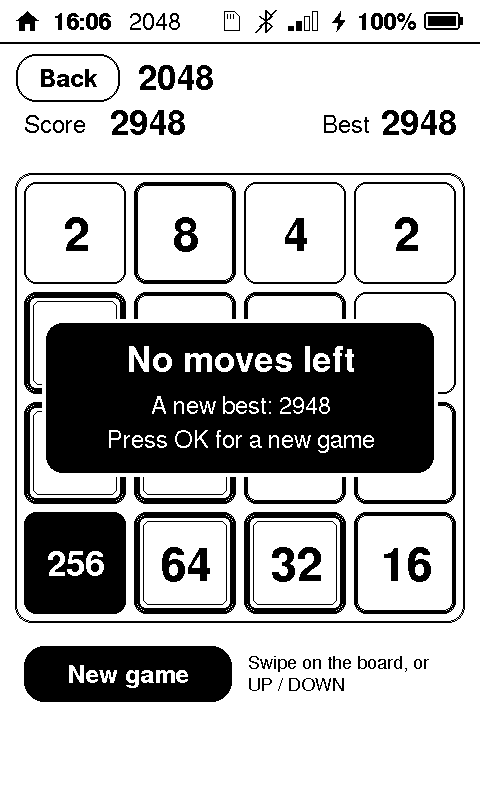 16:06 2048 100%
Back 2048
Score 2948 Best 2948
2 8 4 2
No moves left
A new best: 2948
Press OK for a new game
256 64 32 16
New game
Swipe on the board, or
UP / DOWN